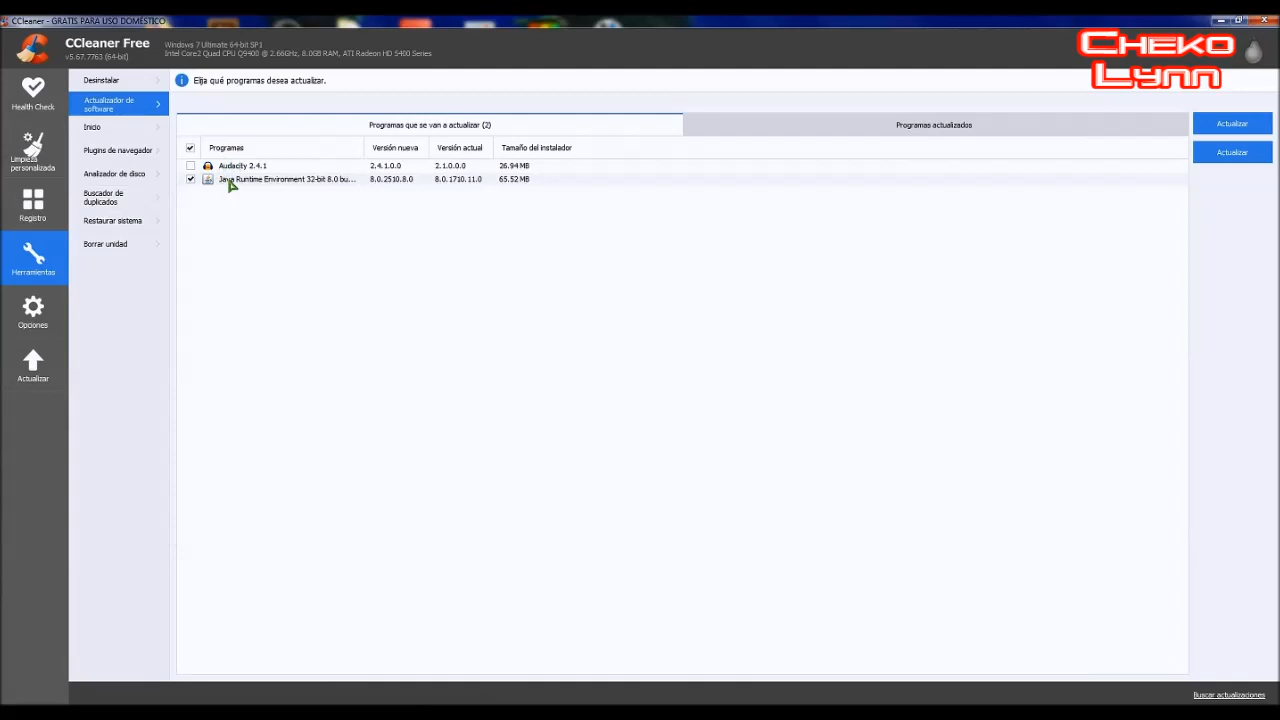 CCleaner - GRATIS PARA USO DOMÉSTICO
CCleaner Free
v5.67.7763 (64-bit)
Windows 7 Ultimate 64-bit SP1
Intel Core2 Quad CPU Q9400 @ 2.66GHz, 8.0GB RAM, ATI Radeon HD 5400 Series
Cheko
Lynn
Health Check
Limpieza
personalizada
Registro
Herramientas
Opciones
Actualizar
Desinstalar
Actualizador de
software
Inicio
Plugins de navegador
Analizador de disco
Buscador de
duplicados
Restaurar sistema
Borrar unidad
Elija qué programas desea actualizar.
Programas que se van a actualizar (2)
Programas actualizados
Programas Versión nueva Versión actual Tamaño del instalador
Audacity 2.4.1 2.4.1.0.0 2.1.0.0.0 26.94 MB
Java Runtime Environment 32-bit 8.0 bu... 8.0.2510.8.0 8.0.1710.11.0 65.52 MB
Actualizar
Actualizar
Buscar actualizaciones